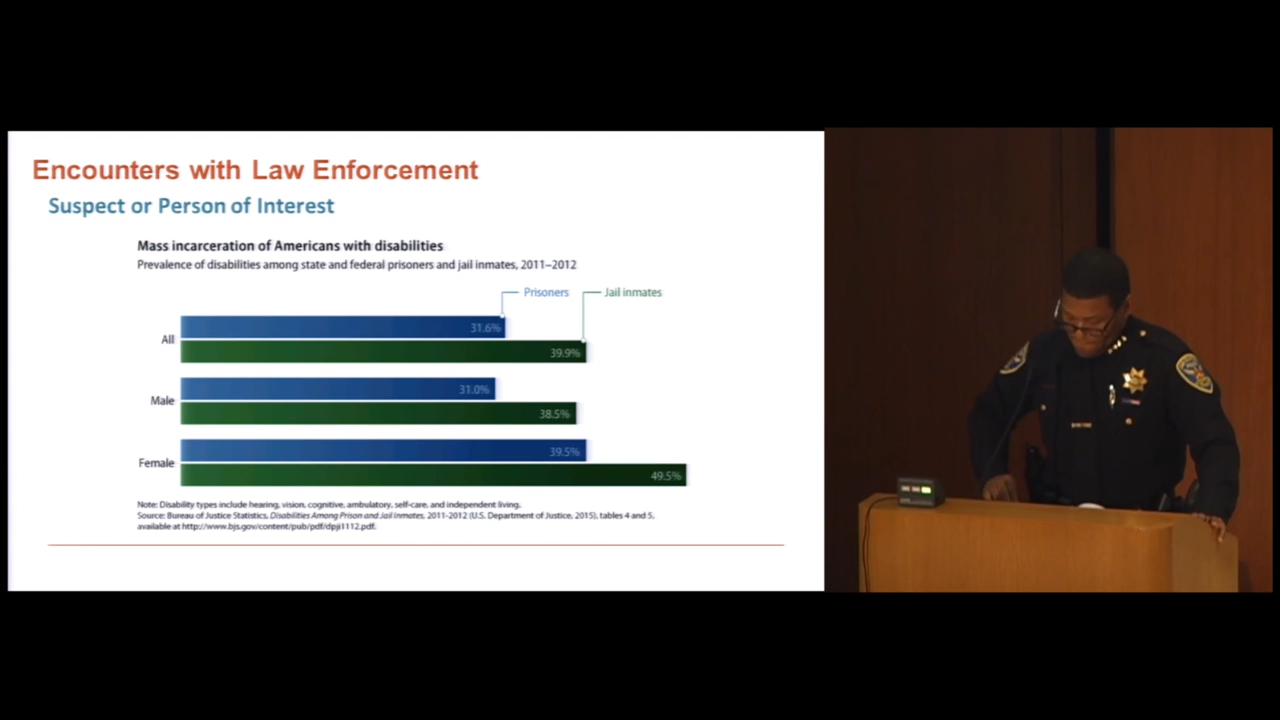 Encounters with Law Enforcement
Suspect or Person of Interest
Mass incarceration of Americans with disabilities
Prevalence of disabilities among state and federal prisoners and jail inmates, 2011–2012
Prisoners
Jail inmates
All
31.6%
39.9%
Male
31.0%
38.5%
Female
39.5%
49.5%
Note: Disability types include hearing, vision, cognitive, ambulatory, self-care, and independent living.
Source: Bureau of Justice Statistics, Disabilities Among Prison and Jail Inmates, 2011-2012 (U.S. Department of Justice, 2015), tables 4 and 5,
available at http://www.bjs.gov/content/pub/pdf/dpji1112.pdf.